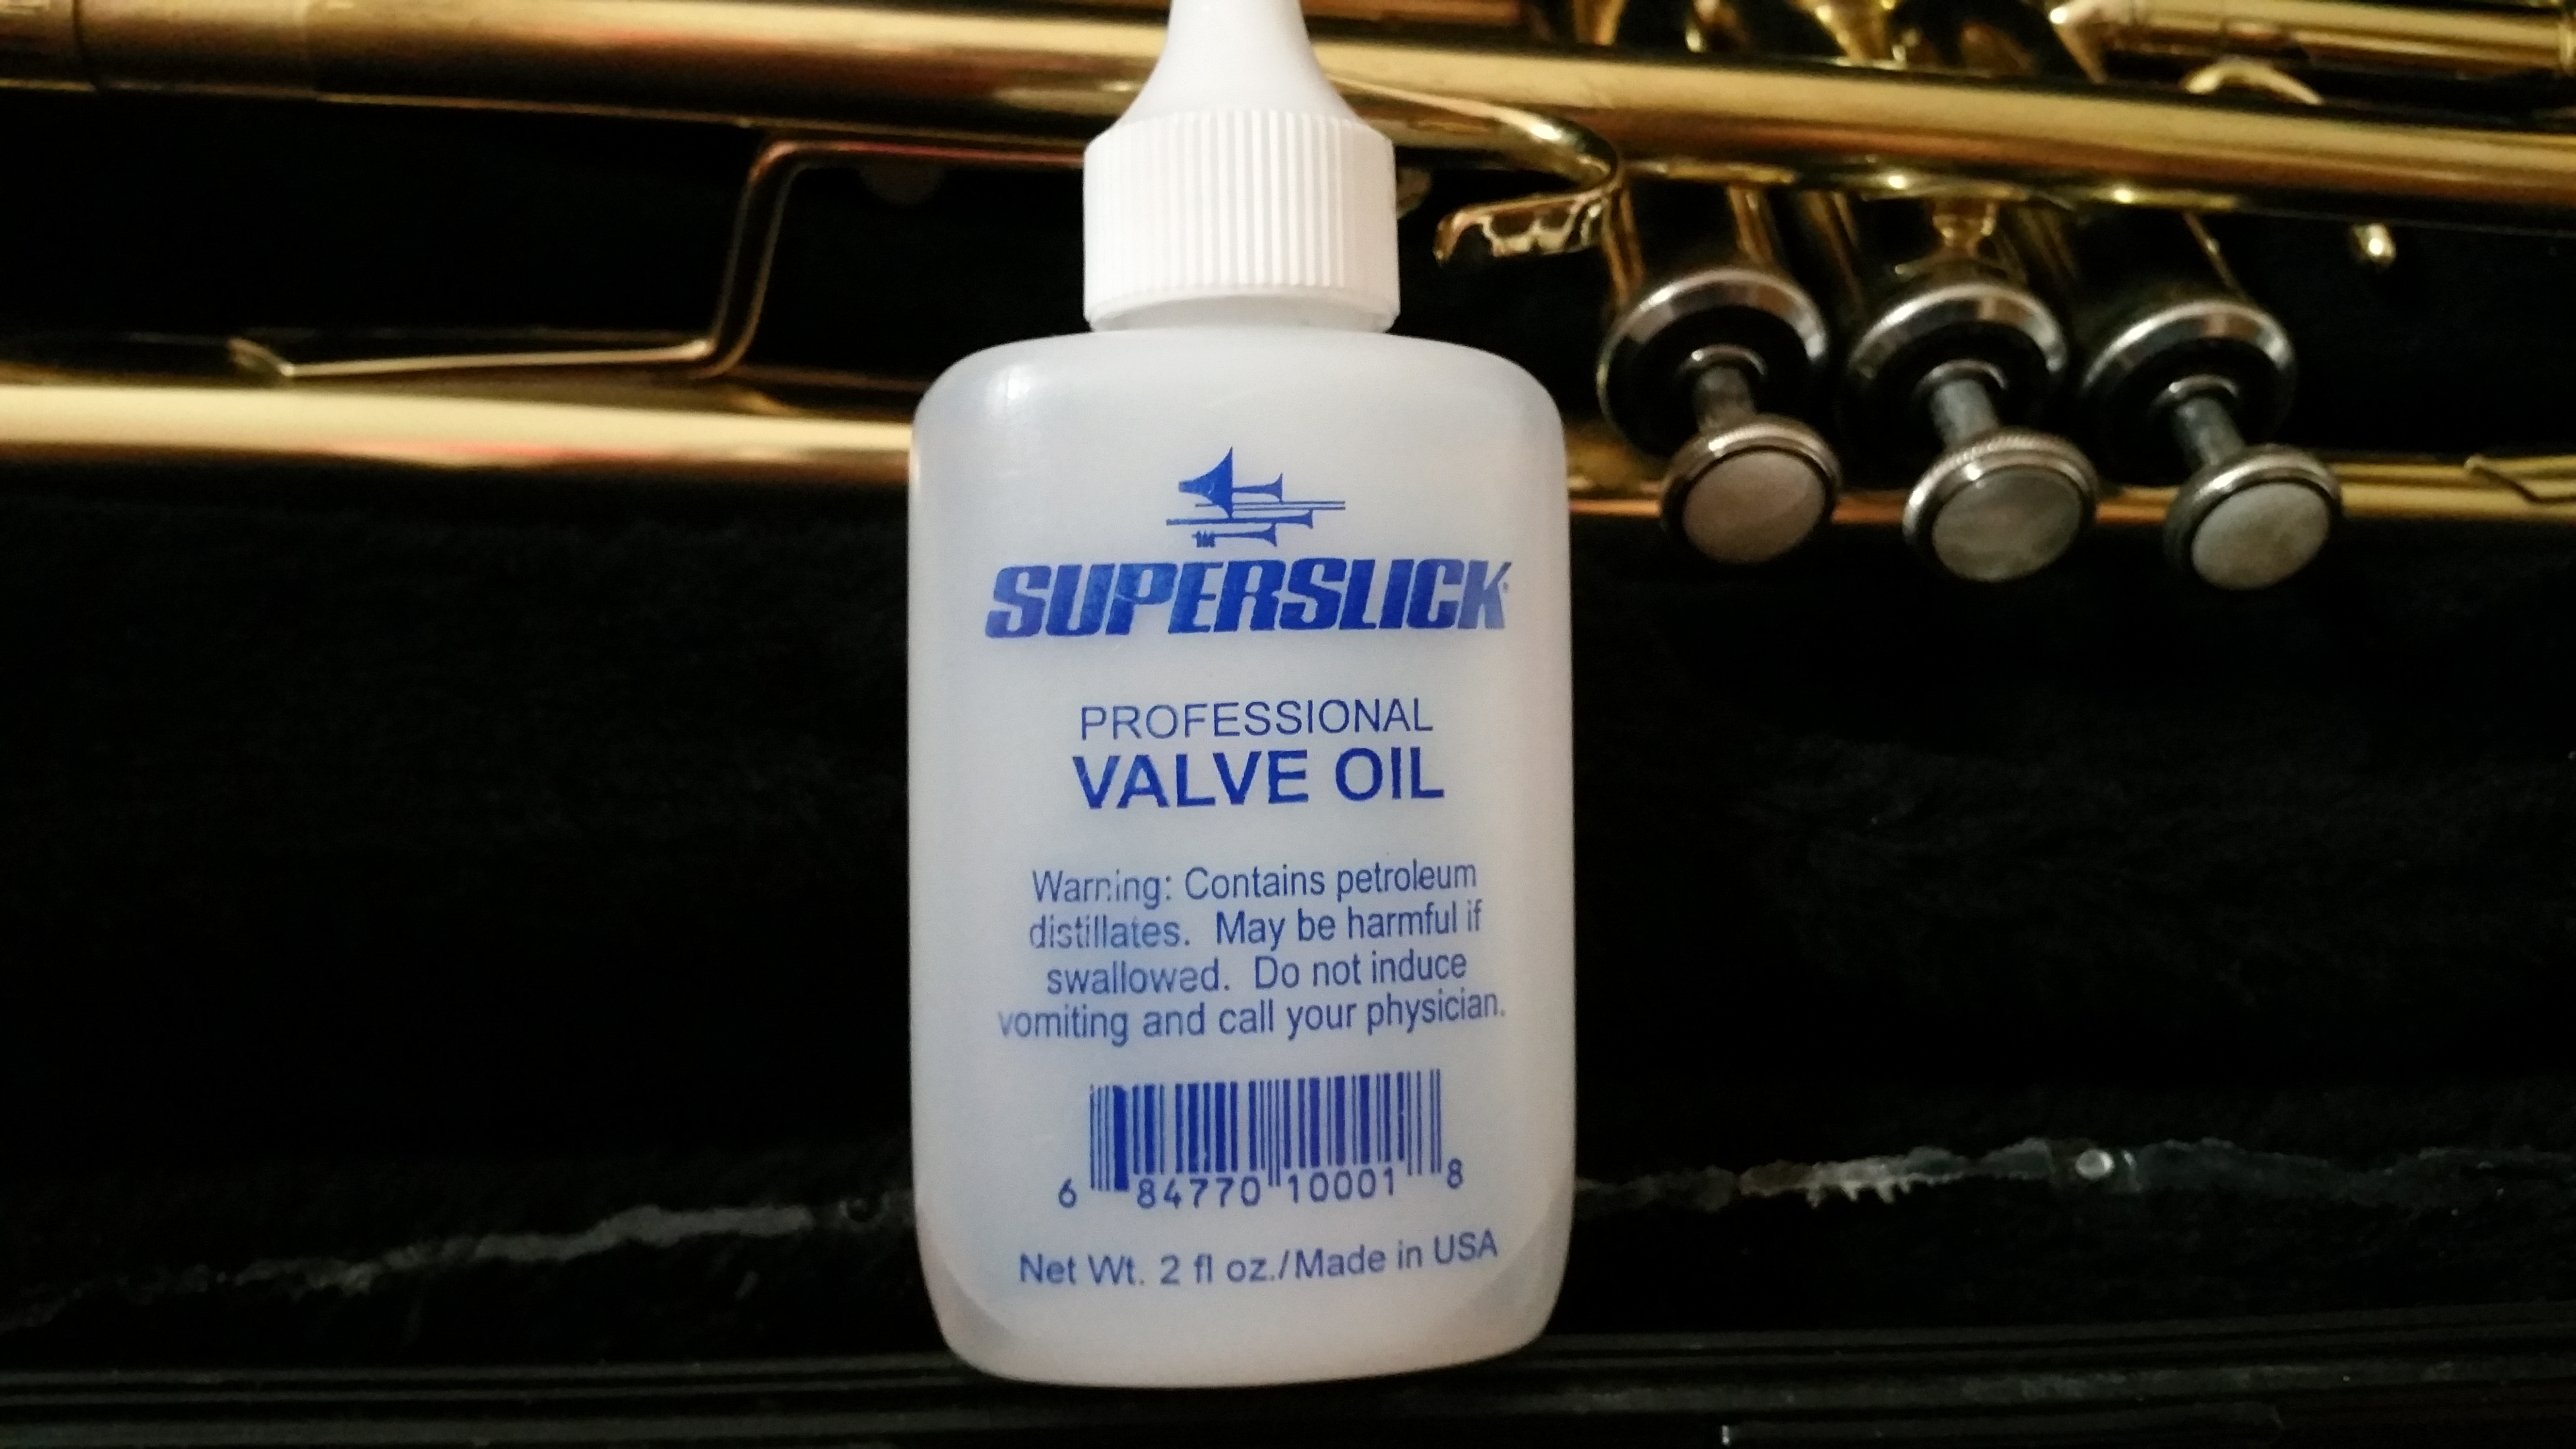 SUPERSLICK
PROFESSIONAL
VALVE OIL
Warning: Contains petroleum
distillates. May be harmful if
swallowed. Do not induce
vomiting and call your physician.
6 84770 10001 8
Net Wt. 2 fl oz./Made in USA